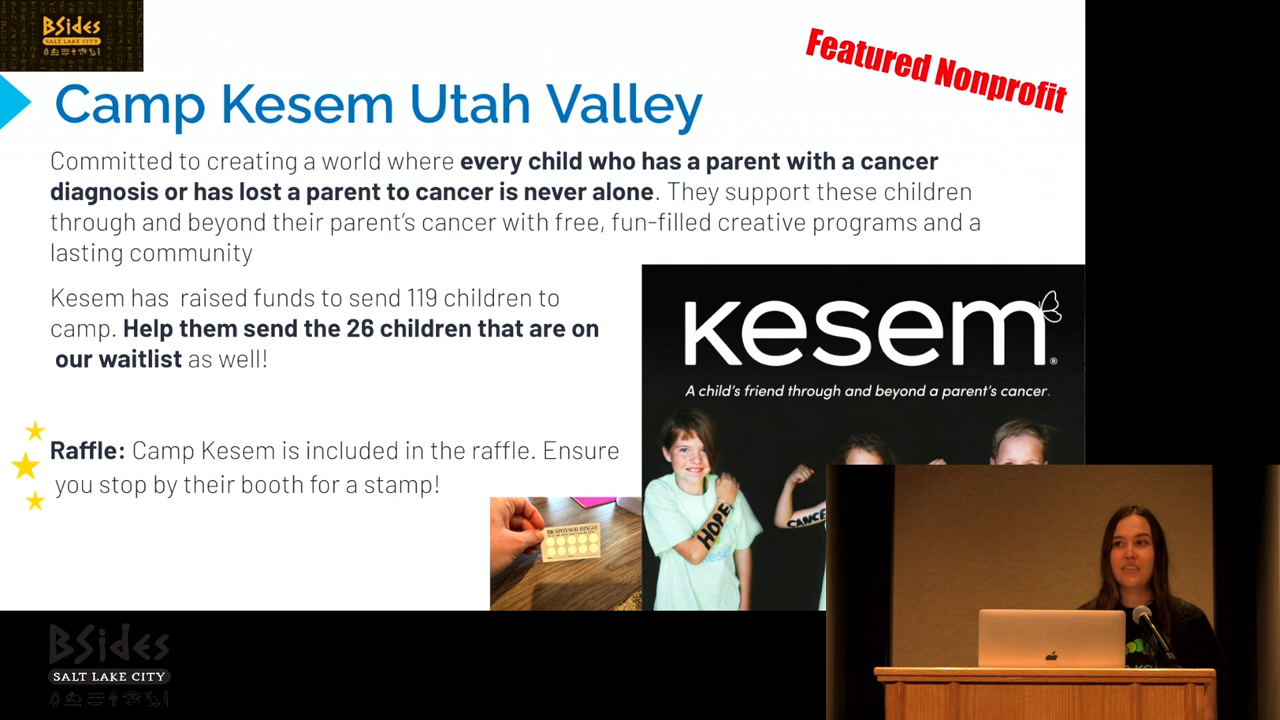 BSides
SALT LAKE CITY
Featured Nonprofit
Camp Kesem Utah Valley
Committed to creating a world where every child who has a parent with a cancer
diagnosis or has lost a parent to cancer is never alone. They support these children
through and beyond their parent's cancer with free, fun-filled creative programs and a
lasting community
Kesem has raised funds to send 119 children to
camp. Help them send the 26 children that are on
our waitlist as well!
Raffle: Camp Kesem is included in the raffle. Ensure
you stop by their booth for a stamp!
kesem®
A child's friend through and beyond a parent's cancer.
HOPE
CANCE
SPONSOR BINGO
BSides
SALT LAKE CITY